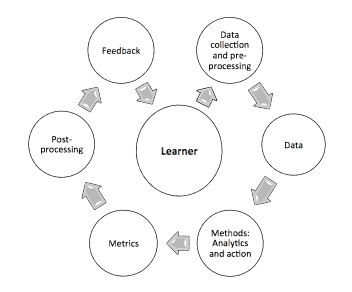 Feedback
Data
collection
and pre-
processing
Learner
Data
Post-
processing
Metrics
Methods:
Analytics
and action